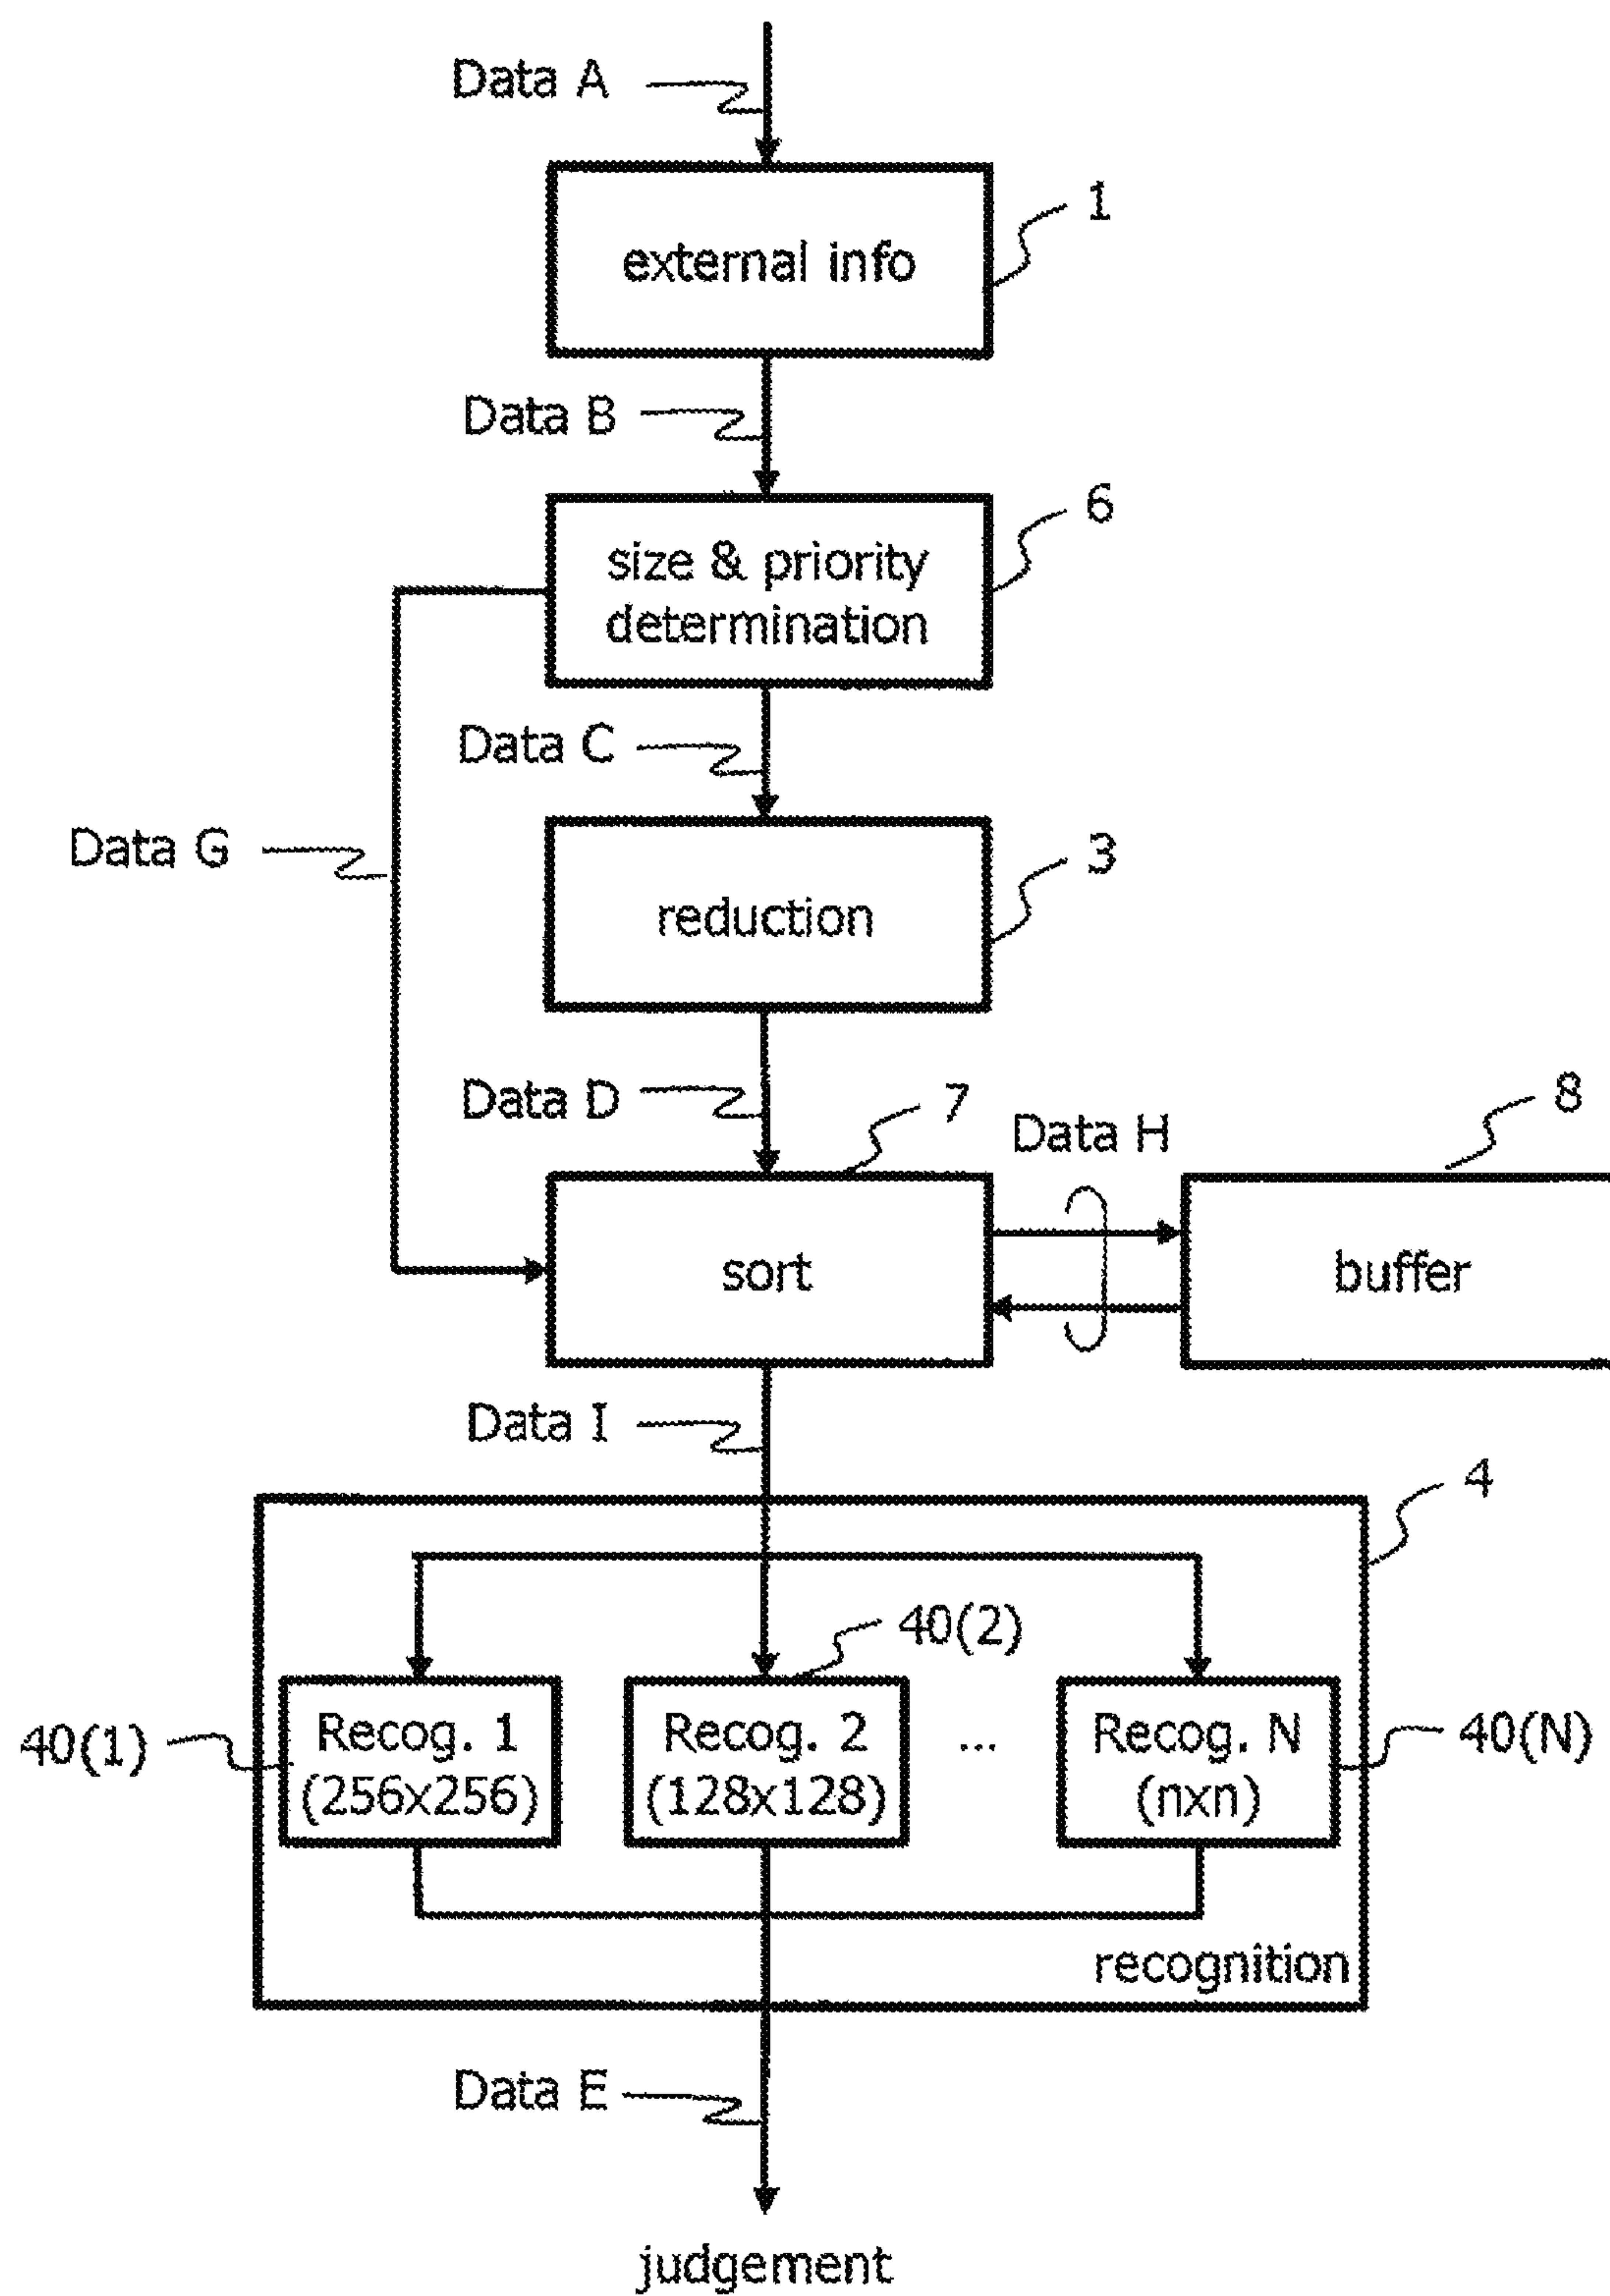 Data A
1
external info
Data B
6
size & priority
determination
Data C
Data G
3
reduction
Data D
7
Data H
8
sort
buffer
Data I
4
40(2)
40(1)
Recog. 1
(256x256)
Recog. 2
(128x128)
...
Recog. N
(nxn)
40(N)
recognition
Data E
judgement